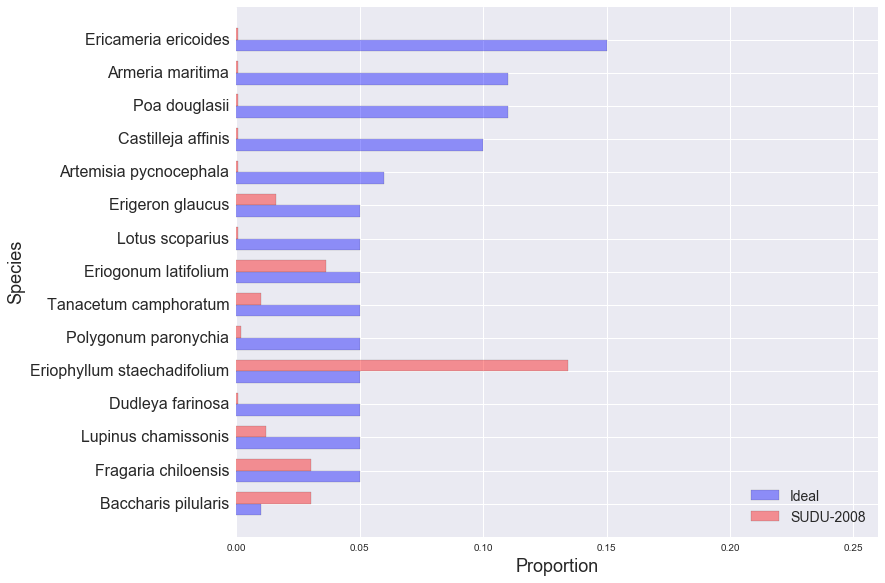 Ericameria ericoides
Armeria maritima
Poa douglasii
Castilleja affinis
Artemisia pycnocephala
Erigeron glaucus
Lotus scoparius
Eriogonum latifolium
Tanacetum camphoratum
Polygonum paronychia
Eriophyllum staechadifolium
Dudleya farinosa
Lupinus chamissonis
Fragaria chiloensis
Baccharis pilularis
Species
Ideal
SUDU-2008
0.00 0.05 0.10 0.15 0.20 0.25
Proportion